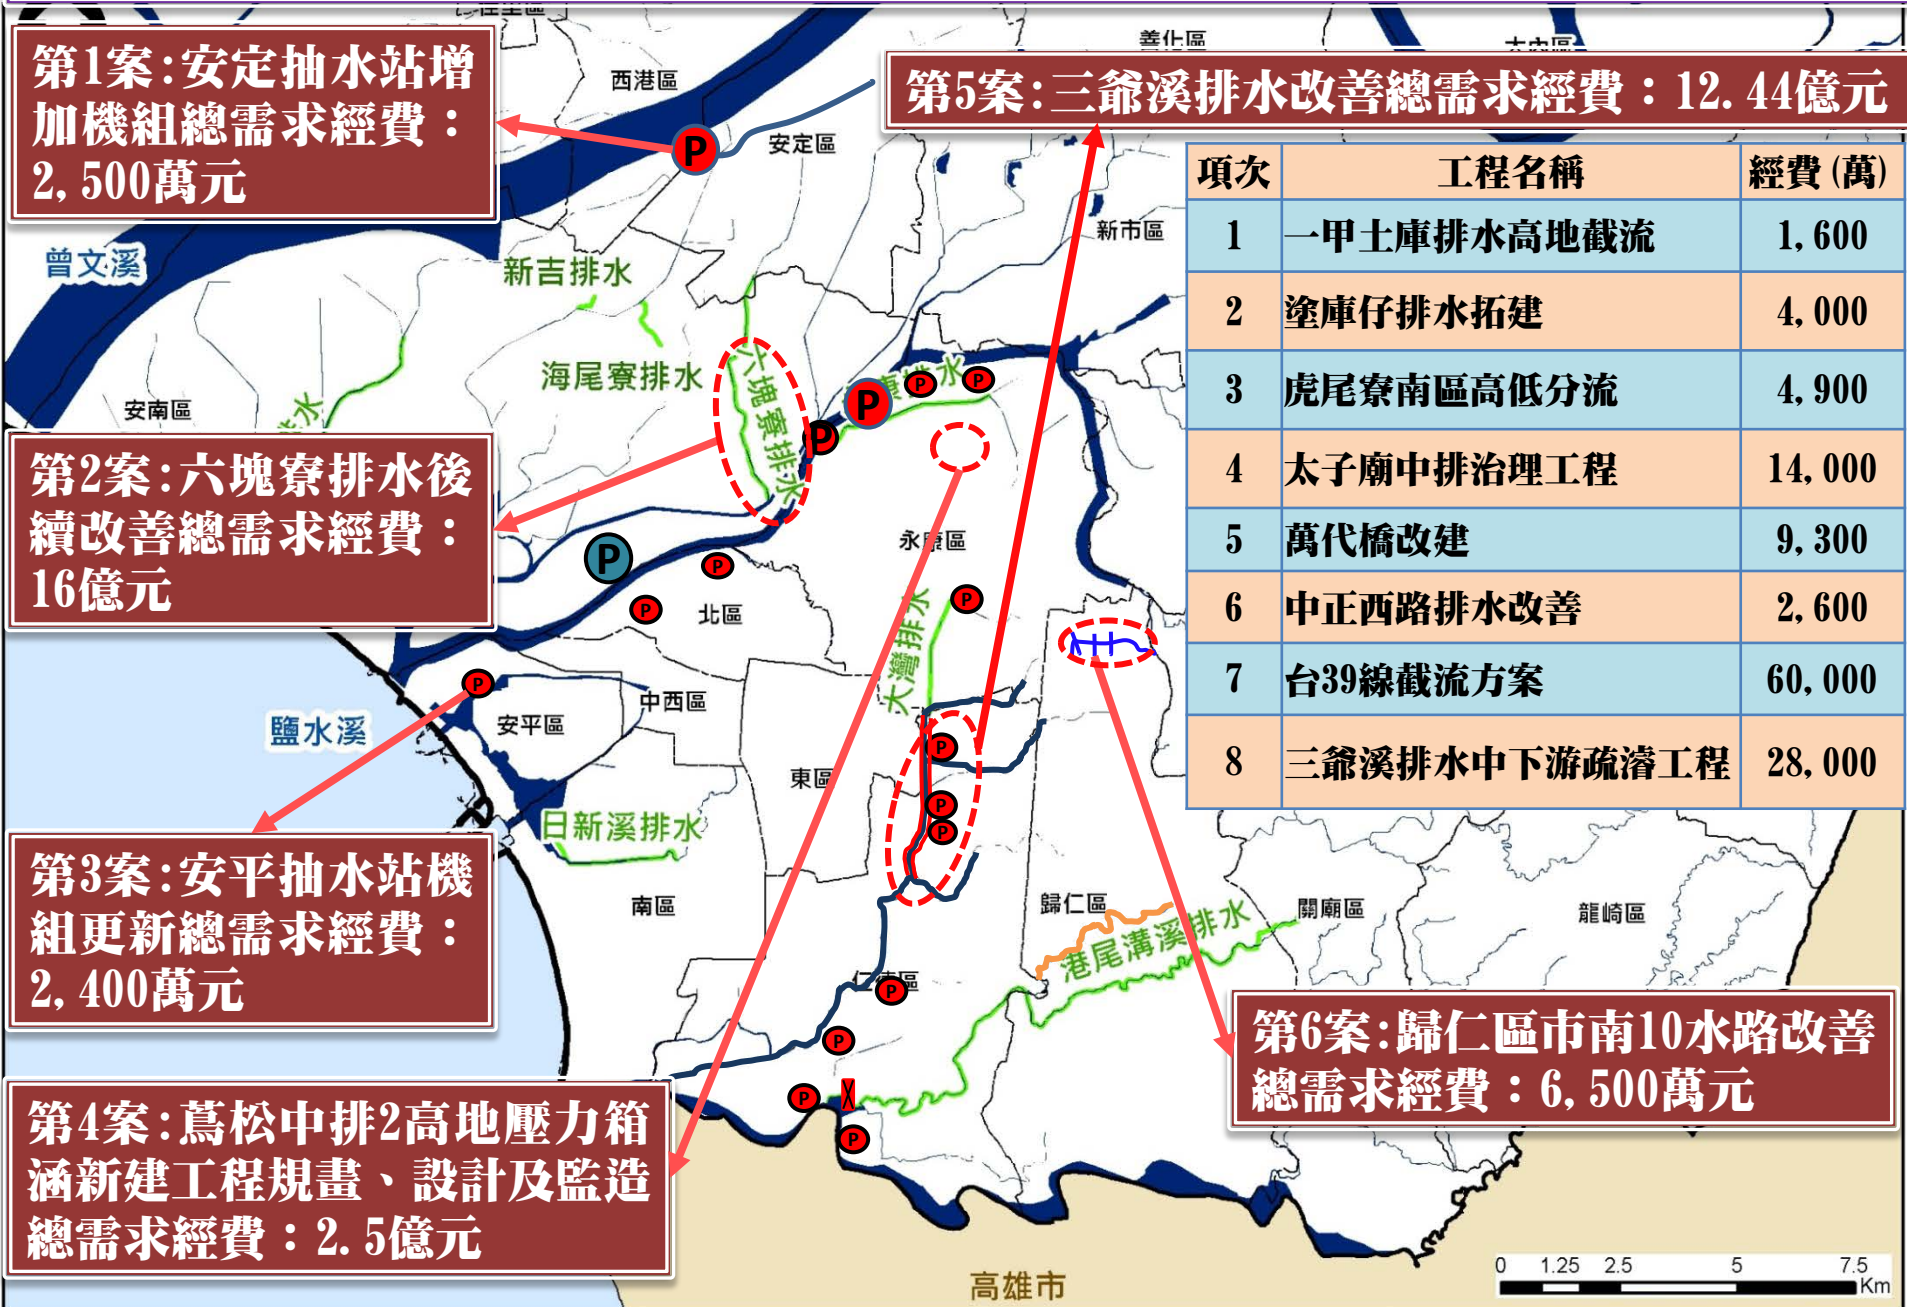 善化區
西港區
安定區
第1案:安定抽水站增
加機組總需求經費：
2,500萬元
第5案:三爺溪排水改善總需求經費：12.44億元
項次 工程名稱 經費(萬)
1 一甲土庫排水高地截流 1,600
2 塗庫仔排水拓建 4,000
3 虎尾寮南區高低分流 4,900
4 太子廟中排治理工程 14,000
5 萬代橋改建 9,300
6 中正西路排水改善 2,600
7 台39線截流方案 60,000
8 三爺溪排水中下游疏濬工程 28,000
P
新市區
曾文溪
新吉排水
海尾寮排水
六塊寮排水
康排水
P
P
P
P
安南區
排水
第2案:六塊寮排水後
續改善總需求經費：
16億元
P
P
P
永康區
北區
P
大灣排水
P
鹽水溪
安平區
中西區
東區
P
P
P
日新溪排水
南區
第3案:安平抽水站機
組更新總需求經費：
2,400萬元
歸仁區
關廟區
龍崎區
港尾溝溪排水
仁德區
P
P
P
P
第6案:歸仁區市南10水路改善
總需求經費：6,500萬元
第4案:蔦松中排2高地壓力箱
涵新建工程規畫、設計及監造
總需求經費：2.5億元
高雄市
0 1.25 2.5 5 7.5
Km